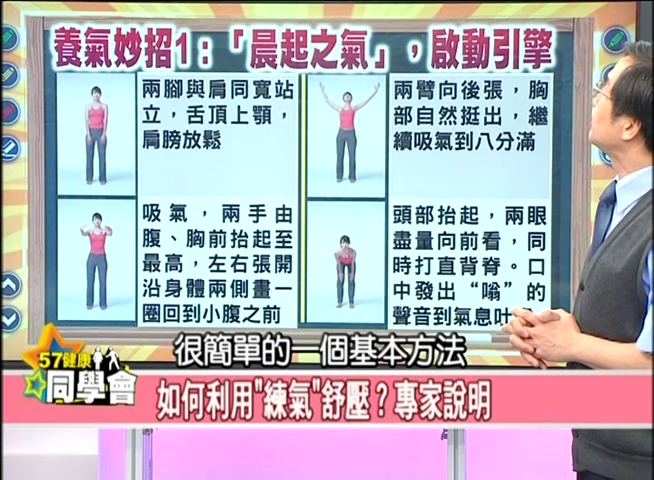 養氣妙招1:「晨起之氣」,啟動引擎
兩腳與肩同寬站
立,舌頂上顎,
肩膀放鬆
兩臂向後張,胸
部自然挺出,繼
續吸氣到八分滿
吸氣,兩手由
腹、胸前抬起至
最高,左右張開
沿身體兩側畫一
圈回到小腹之前
頭部抬起,兩眼
盡量向前看,同
時打直背脊。口
中發出“嗡”的
聲音到氣息吐
很簡單的一個基本方法
57健康
同學會
如何利用"練氣"舒壓?專家說明